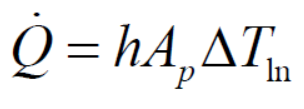 Q̇ = hA_pΔT_ln